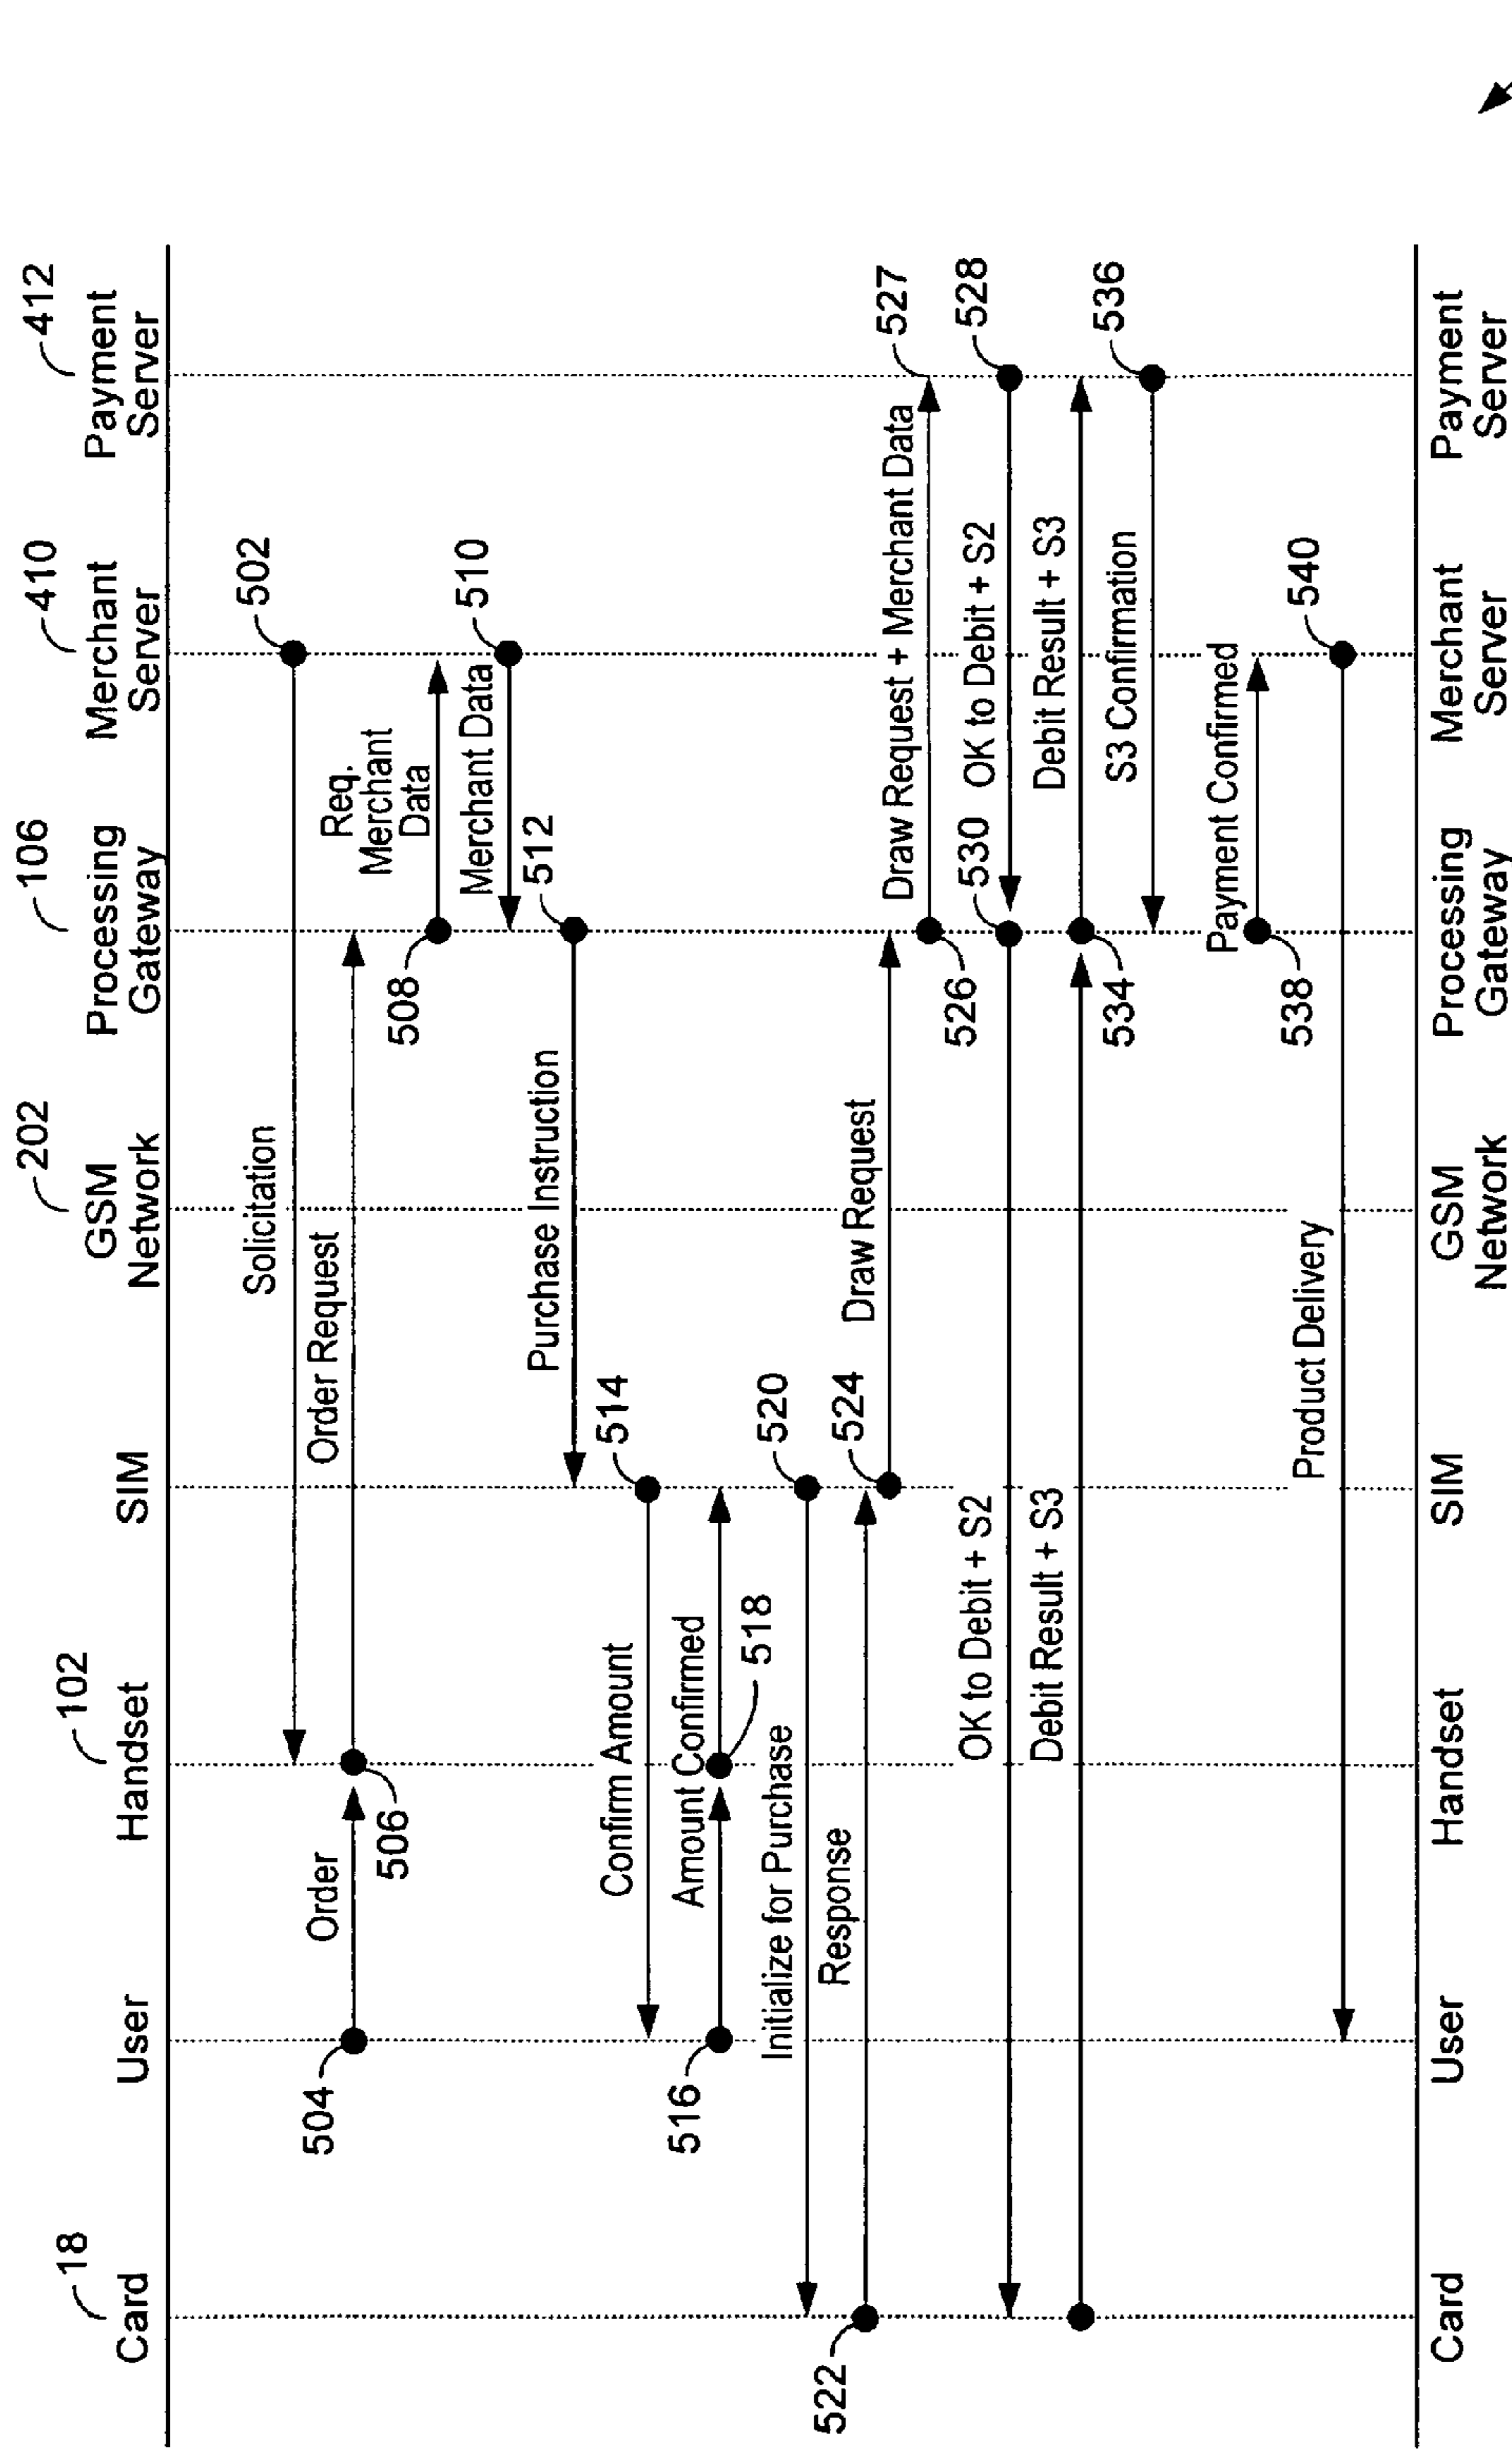 18
102
202
106
410
412
Card
User
Handset
SIM
GSM
Network
Processing
Gateway
Merchant
Server
Payment
Server
Solicitation
502
504
Order
506
Order Request
Req.
Merchant
Data
508
Merchant Data
510
512
Purchase Instruction
514
Confirm Amount
516
Amount Confirmed
518
Initialize for Purchase
520
522
Response
524
Draw Request
526
Draw Request + Merchant Data
527
OK to Debit + S2
530
OK to Debit + S2
528
Debit Result + S3
534
Debit Result + S3
S3 Confirmation
536
538
Payment Confirmed
Product Delivery
540
Card
User
Handset
SIM
GSM
Network
Processing
Gateway
Merchant
Server
Payment
Server